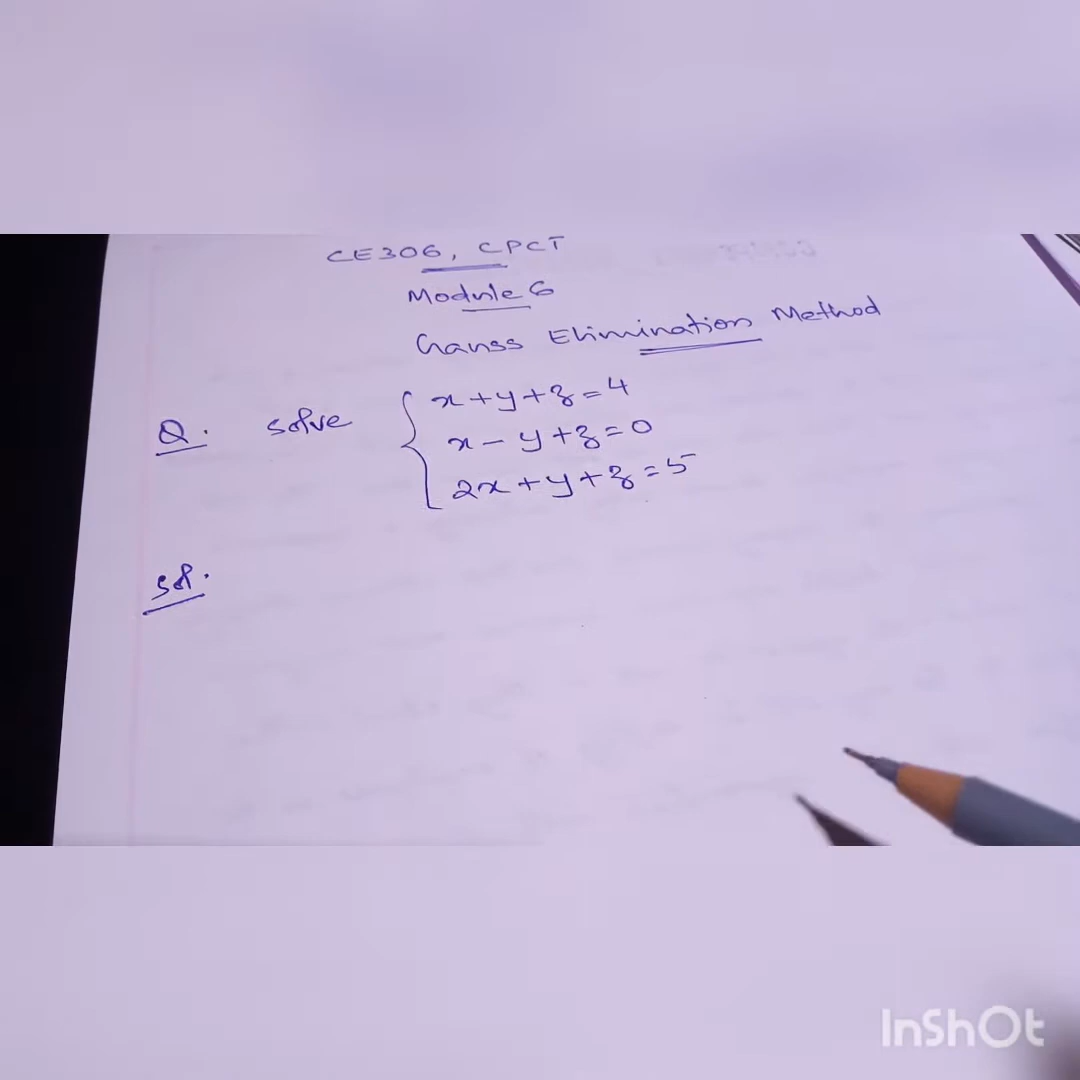 CE306, CPCT
Module 6
Gauss Elimination Method
Q. solve
x+y+z=4
x-y+z=0
2x+y+z=5
sol.
InShOt